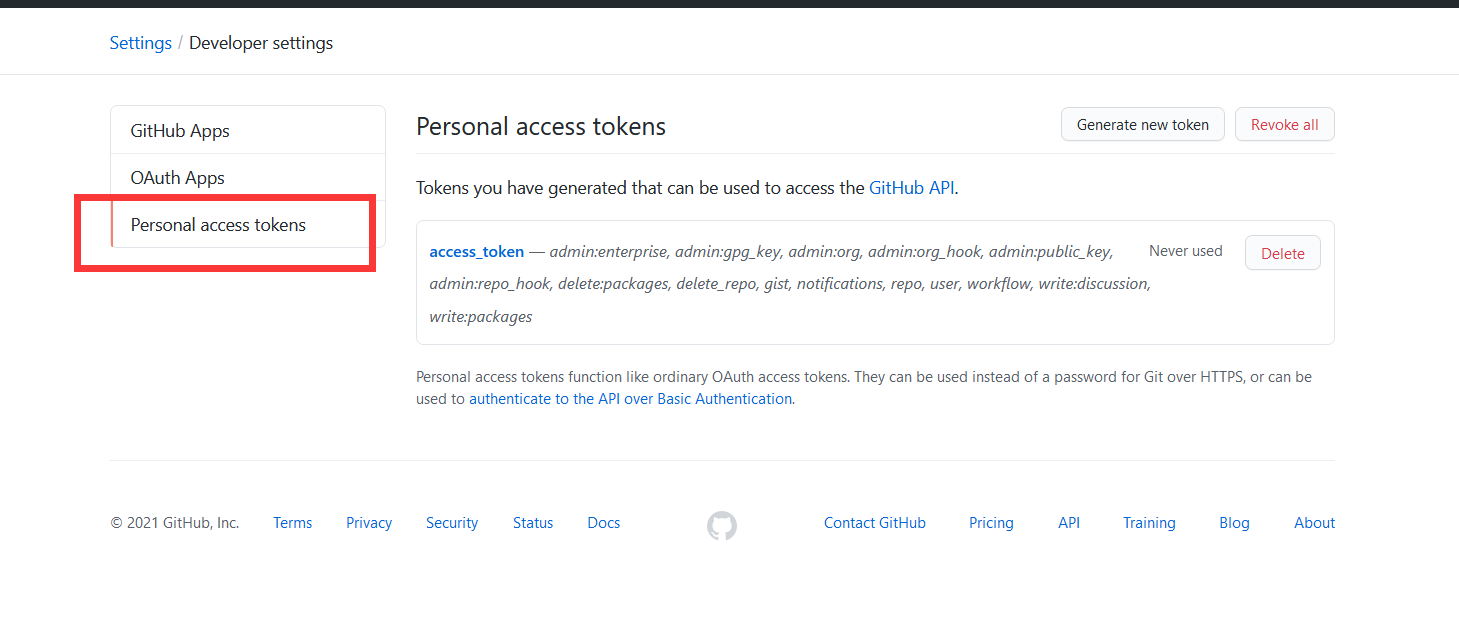 Settings / Developer settings
GitHub Apps
OAuth Apps
Personal access tokens
Personal access tokens
Generate new token
Revoke all
Tokens you have generated that can be used to access the GitHub API.
access_token — admin:enterprise, admin:gpg_key, admin:org, admin:org_hook, admin:public_key,
admin:repo_hook, delete:packages, delete_repo, gist, notifications, repo, user, workflow, write:discussion,
write:packages
Never used
Delete
Personal access tokens function like ordinary OAuth access tokens. They can be used instead of a password for Git over HTTPS, or can be
used to authenticate to the API over Basic Authentication.
© 2021 GitHub, Inc. Terms Privacy Security Status Docs Contact GitHub Pricing API Training Blog About